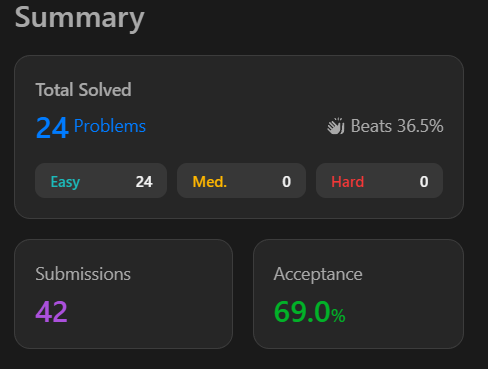 Summary
Total Solved
24 Problems
Beats 36.5%
Easy 24
Med. 0
Hard 0
Submissions
42
Acceptance
69.0%